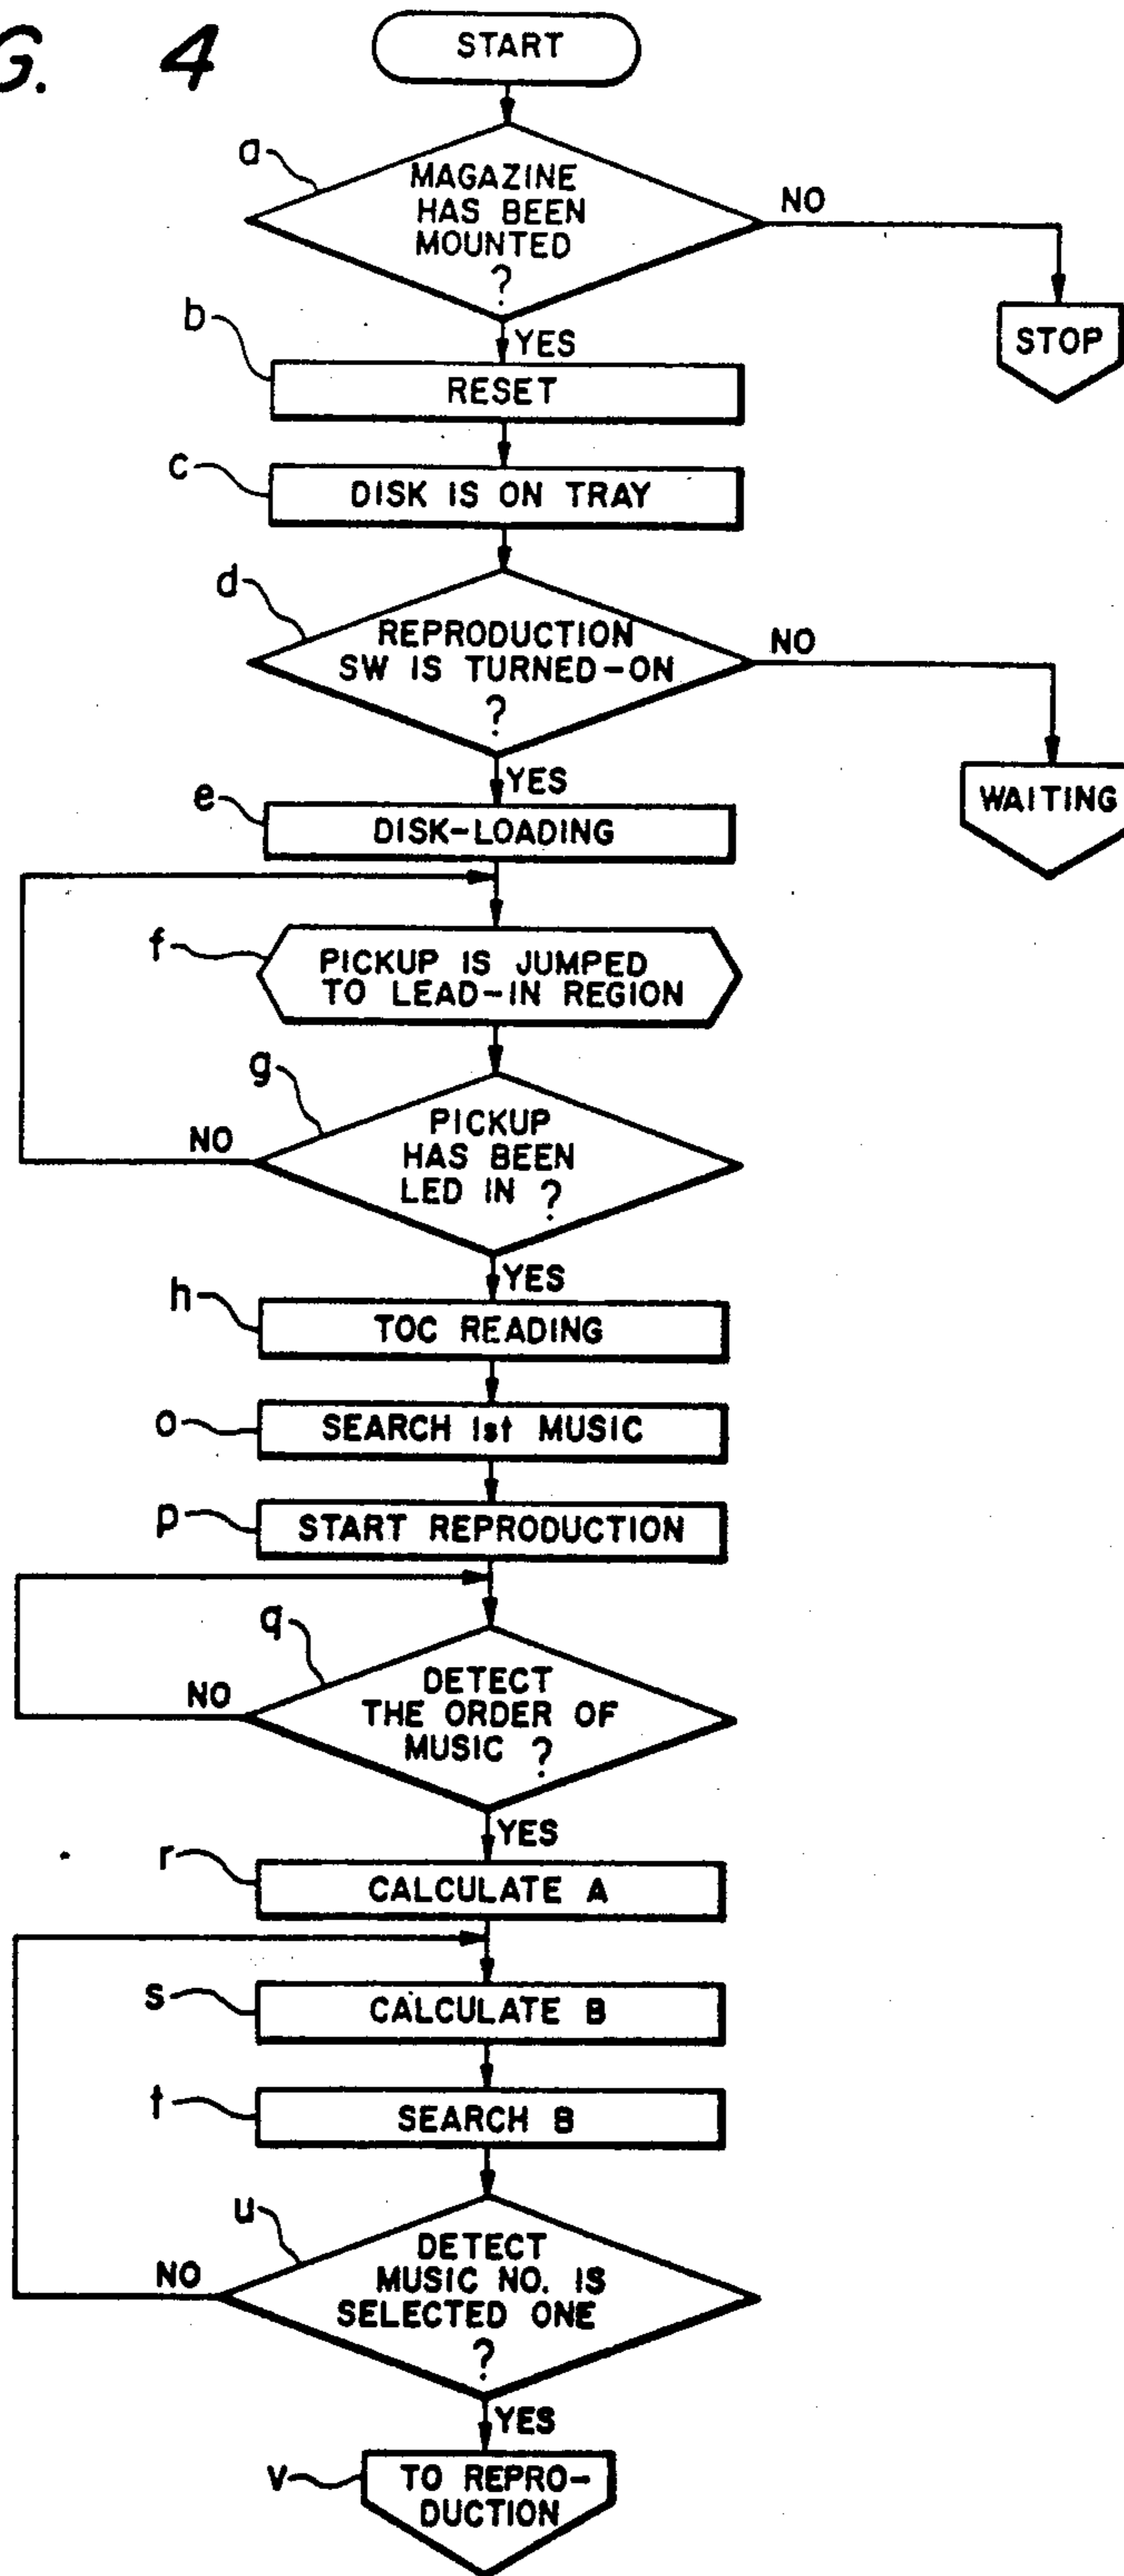 G. 4
START
a
MAGAZINE
HAS BEEN
MOUNTED
?
NO
STOP
YES
b
RESET
c
DISK IS ON TRAY
d
REPRODUCTION
SW IS TURNED-ON
?
NO
WAITING
YES
e
DISK-LOADING
f
PICKUP IS JUMPED
TO LEAD-IN REGION
g
PICKUP
HAS BEEN
LED IN ?
NO
YES
h
TOC READING
o
SEARCH 1st MUSIC
p
START REPRODUCTION
q
DETECT
THE ORDER OF
MUSIC ?
NO
YES
r
CALCULATE A
s
CALCULATE B
t
SEARCH B
u
DETECT
MUSIC NO. IS
SELECTED ONE
?
NO
YES
v
TO REPRO-
DUCTION